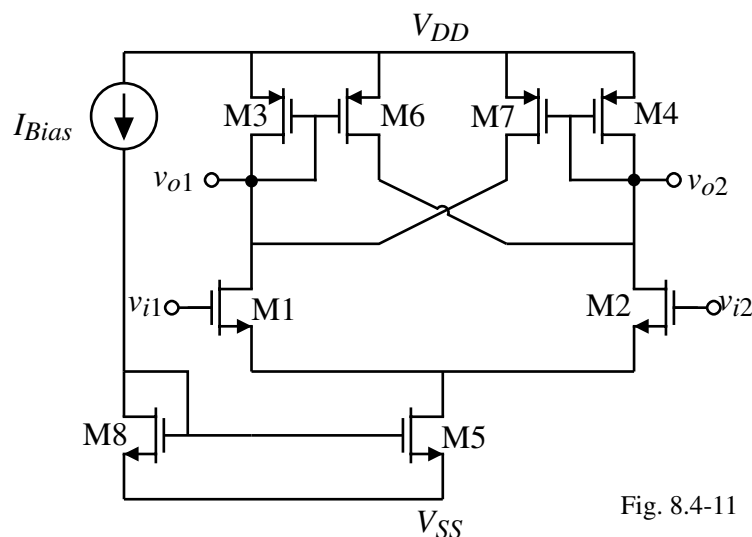 V_DD
M3
M6
M7
M4
I_Bias
v_o1
v_o2
v_i1
M1
M2
v_i2
M8
M5
Fig. 8.4-11
V_SS